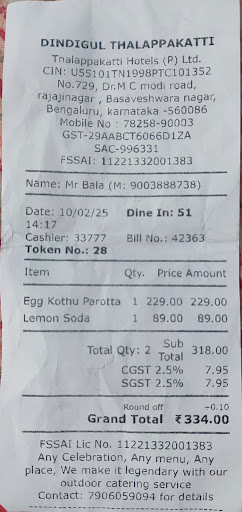 DINDIGUL THALAPPAKATTI
Thalappakatti Hotels (P) Ltd.
CIN: U55101TN1998PTC101352
No.729, Dr.M C modi road,
rajajinagar , Basaveshwara nagar,
Bengaluru, karnataka -560086
Mobile No : 78258-90003
GST-29AABCT6066D1ZA
SAC-996331
FSSAI: 11221332001383
Name: Mr Bala (M: 9003888738)
Date: 10/02/25 Dine In: 51
14:17
Cashier: 33777 Bill No.: 42363
Token No.: 28
Item Qty. Price Amount
Egg Kothu Parotta 1 229.00 229.00
Lemon Soda 1 89.00 89.00
Total Qty: 2 Sub Total 318.00
CGST 2.5% 7.95
SGST 2.5% 7.95
Round off +0.10
Grand Total ₹334.00
FSSAI Lic No. 11221332001383
Any Celebration, Any menu, Any
place, We make it legendary with our
outdoor catering service
Contact: 7906059094 for details